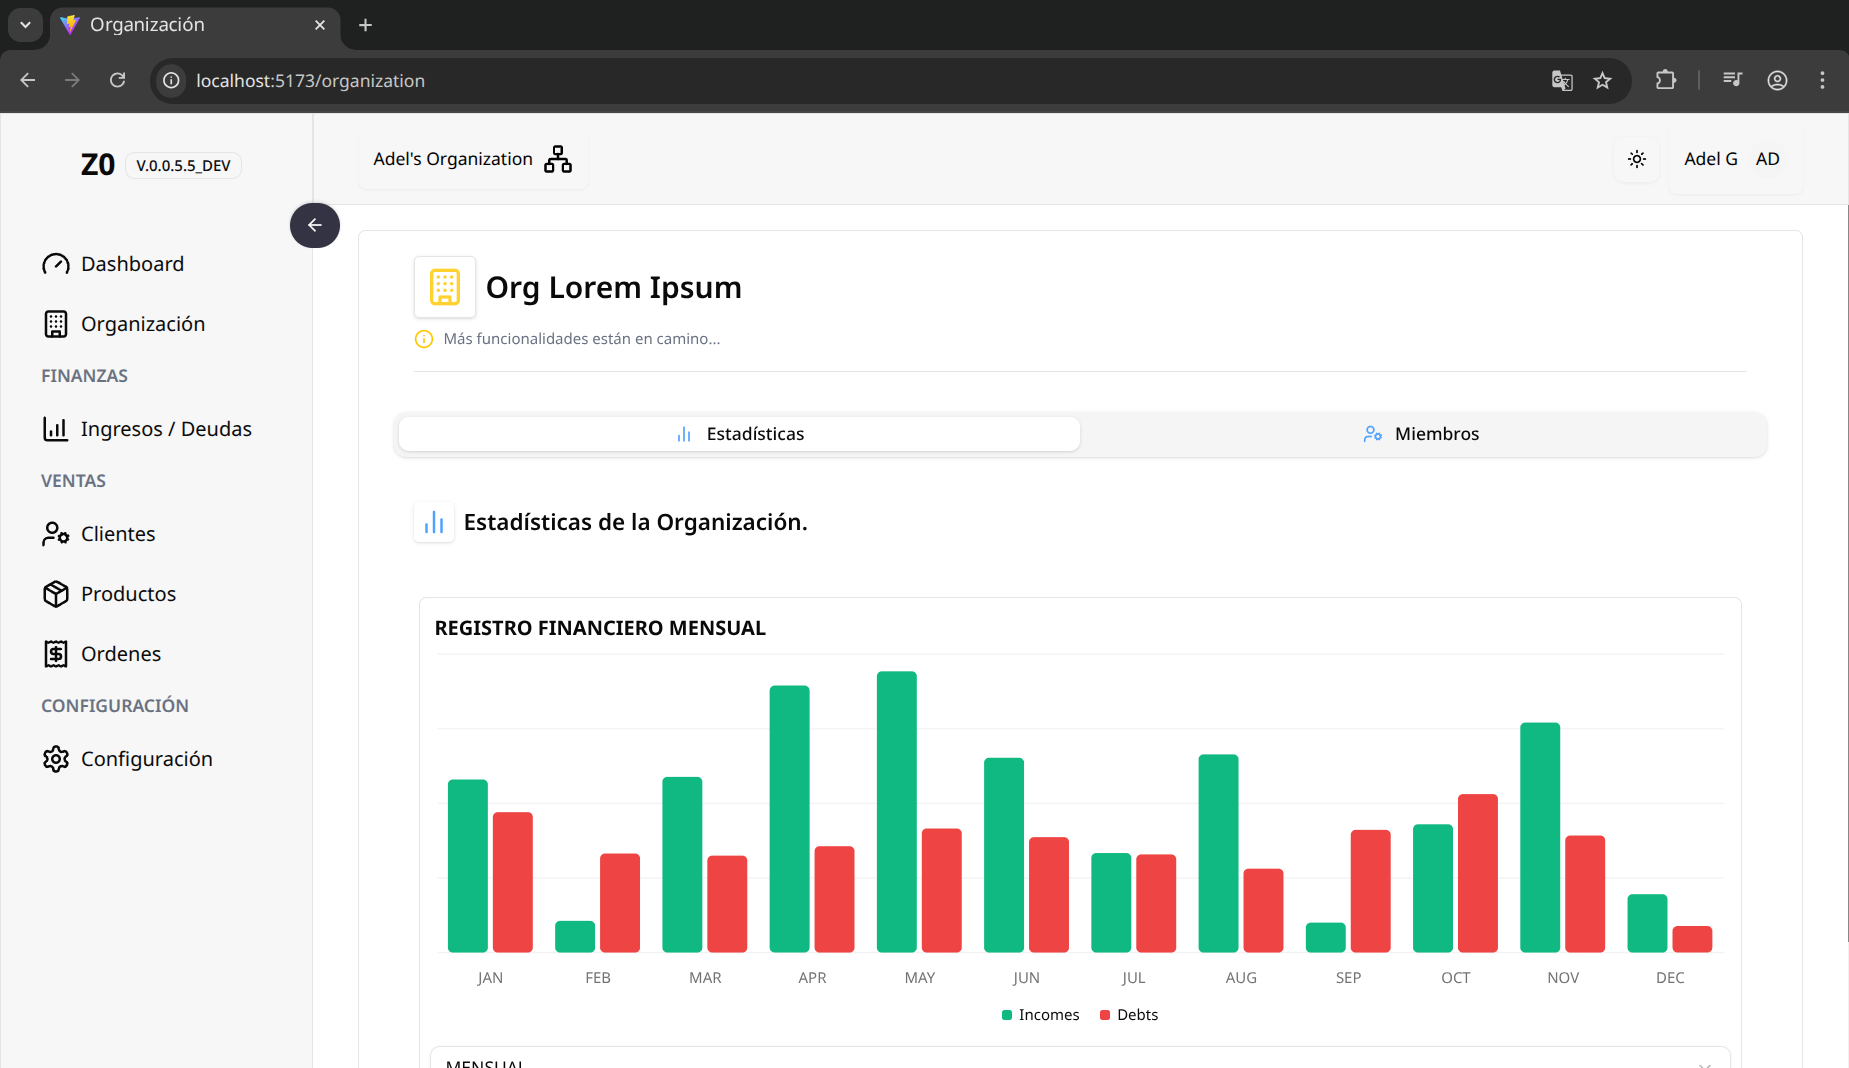 Organización
localhost:5173/organization
Z0 V.0.0.5.5_DEV
Adel's Organization
Adel G AD
Dashboard
Organización
FINANZAS
Ingresos / Deudas
VENTAS
Clientes
Productos
Ordenes
CONFIGURACIÓN
Configuración
Org Lorem Ipsum
Más funcionalidades están en camino...
Estadísticas Miembros
Estadísticas de la Organización.
REGISTRO FINANCIERO MENSUAL
JAN FEB MAR APR MAY JUN JUL AUG SEP OCT NOV DEC
Incomes Debts
MENSUAL